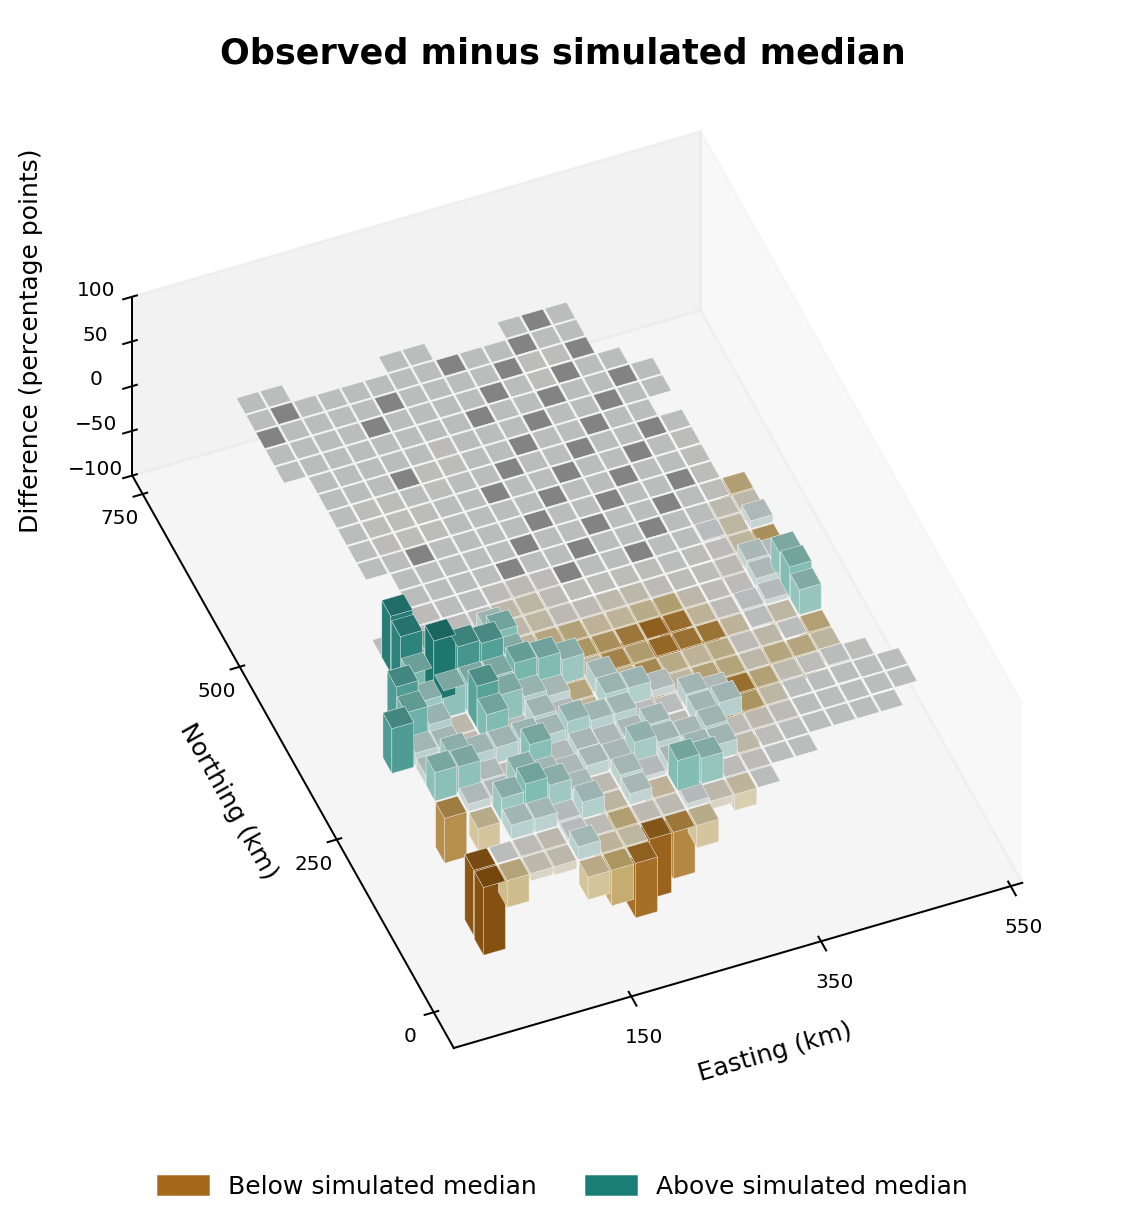 Observed minus simulated median
Difference (percentage points)
100
50
0
−50
−100
750
500
250
0
Northing (km)
150
350
550
Easting (km)
Below simulated median
Above simulated median